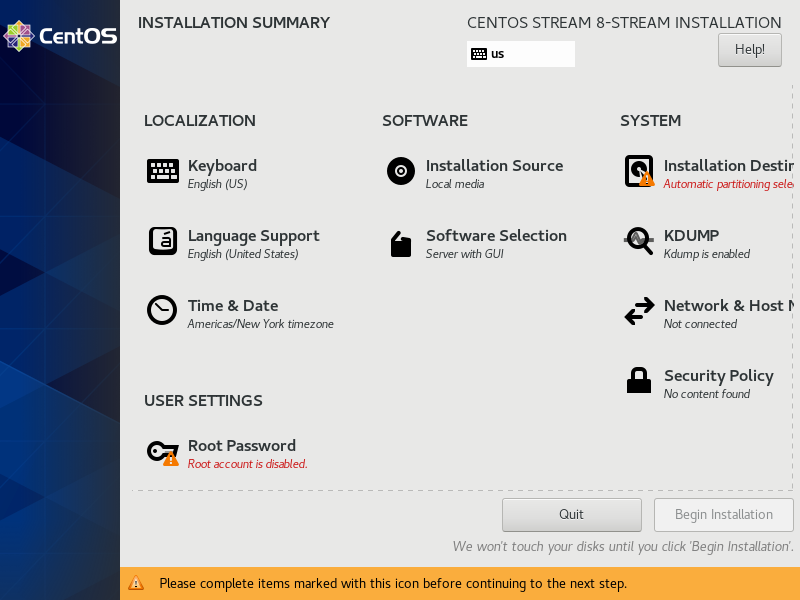 CentOS
INSTALLATION SUMMARY
CENTOS STREAM 8-STREAM INSTALLATION
us
Help!
LOCALIZATION
Keyboard
English (US)
Language Support
English (United States)
Time & Date
Americas/New York timezone
USER SETTINGS
Root Password
Root account is disabled.
SOFTWARE
Installation Source
Local media
Software Selection
Server with GUI
SYSTEM
Installation Destin
Automatic partitioning sele
KDUMP
Kdump is enabled
Network & Host N
Not connected
Security Policy
No content found
Quit
Begin Installation
We won't touch your disks until you click 'Begin Installation'.
Please complete items marked with this icon before continuing to the next step.